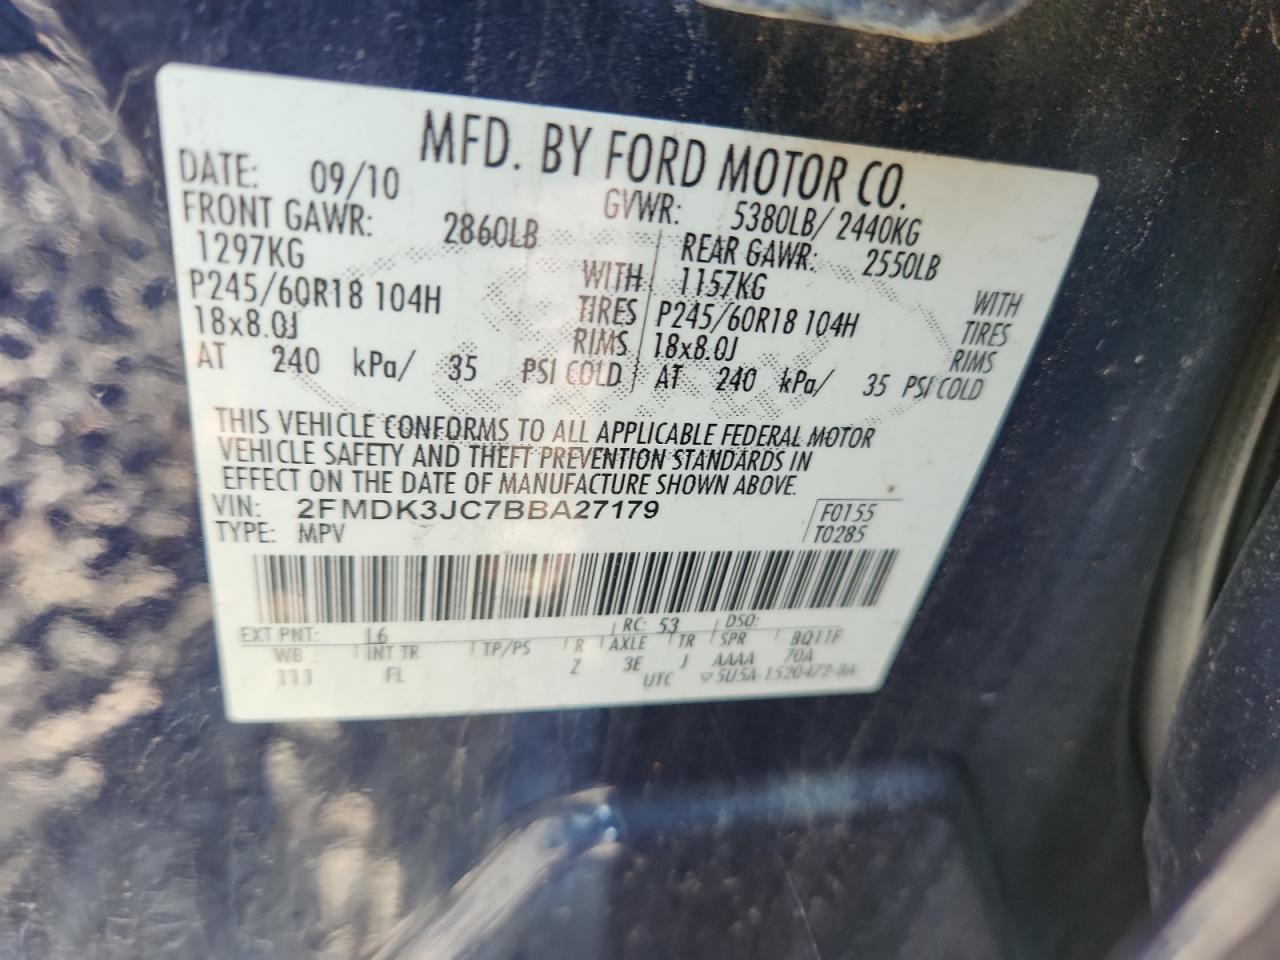 MFD. BY FORD MOTOR CO.
DATE: 09/10 GVWR: 5380LB/ 2440KG
FRONT GAWR: 2860LB REAR GAWR: 2550LB
1297KG WITH 1157KG WITH
P245/60R18 104H TIRES P245/60R18 104H TIRES
18x8.0J RIMS 18x8.0J RIMS
AT 240 kPa/ 35 PSI COLD AT 240 kPa/ 35 PSI COLD
THIS VEHICLE CONFORMS TO ALL APPLICABLE FEDERAL MOTOR
VEHICLE SAFETY AND THEFT PREVENTION STANDARDS IN
EFFECT ON THE DATE OF MANUFACTURE SHOWN ABOVE.
VIN: 2FMDK3JC7BBA27179 F0155
TYPE: MPV T0285
EXT PNT: L6 RC: 53 DSO:
WB INT TR TP/PS R AXLE TR SPR BQ11F
111 FL Z 3E J AAAA 70A
UTC ▽5U5A-1520472-BA